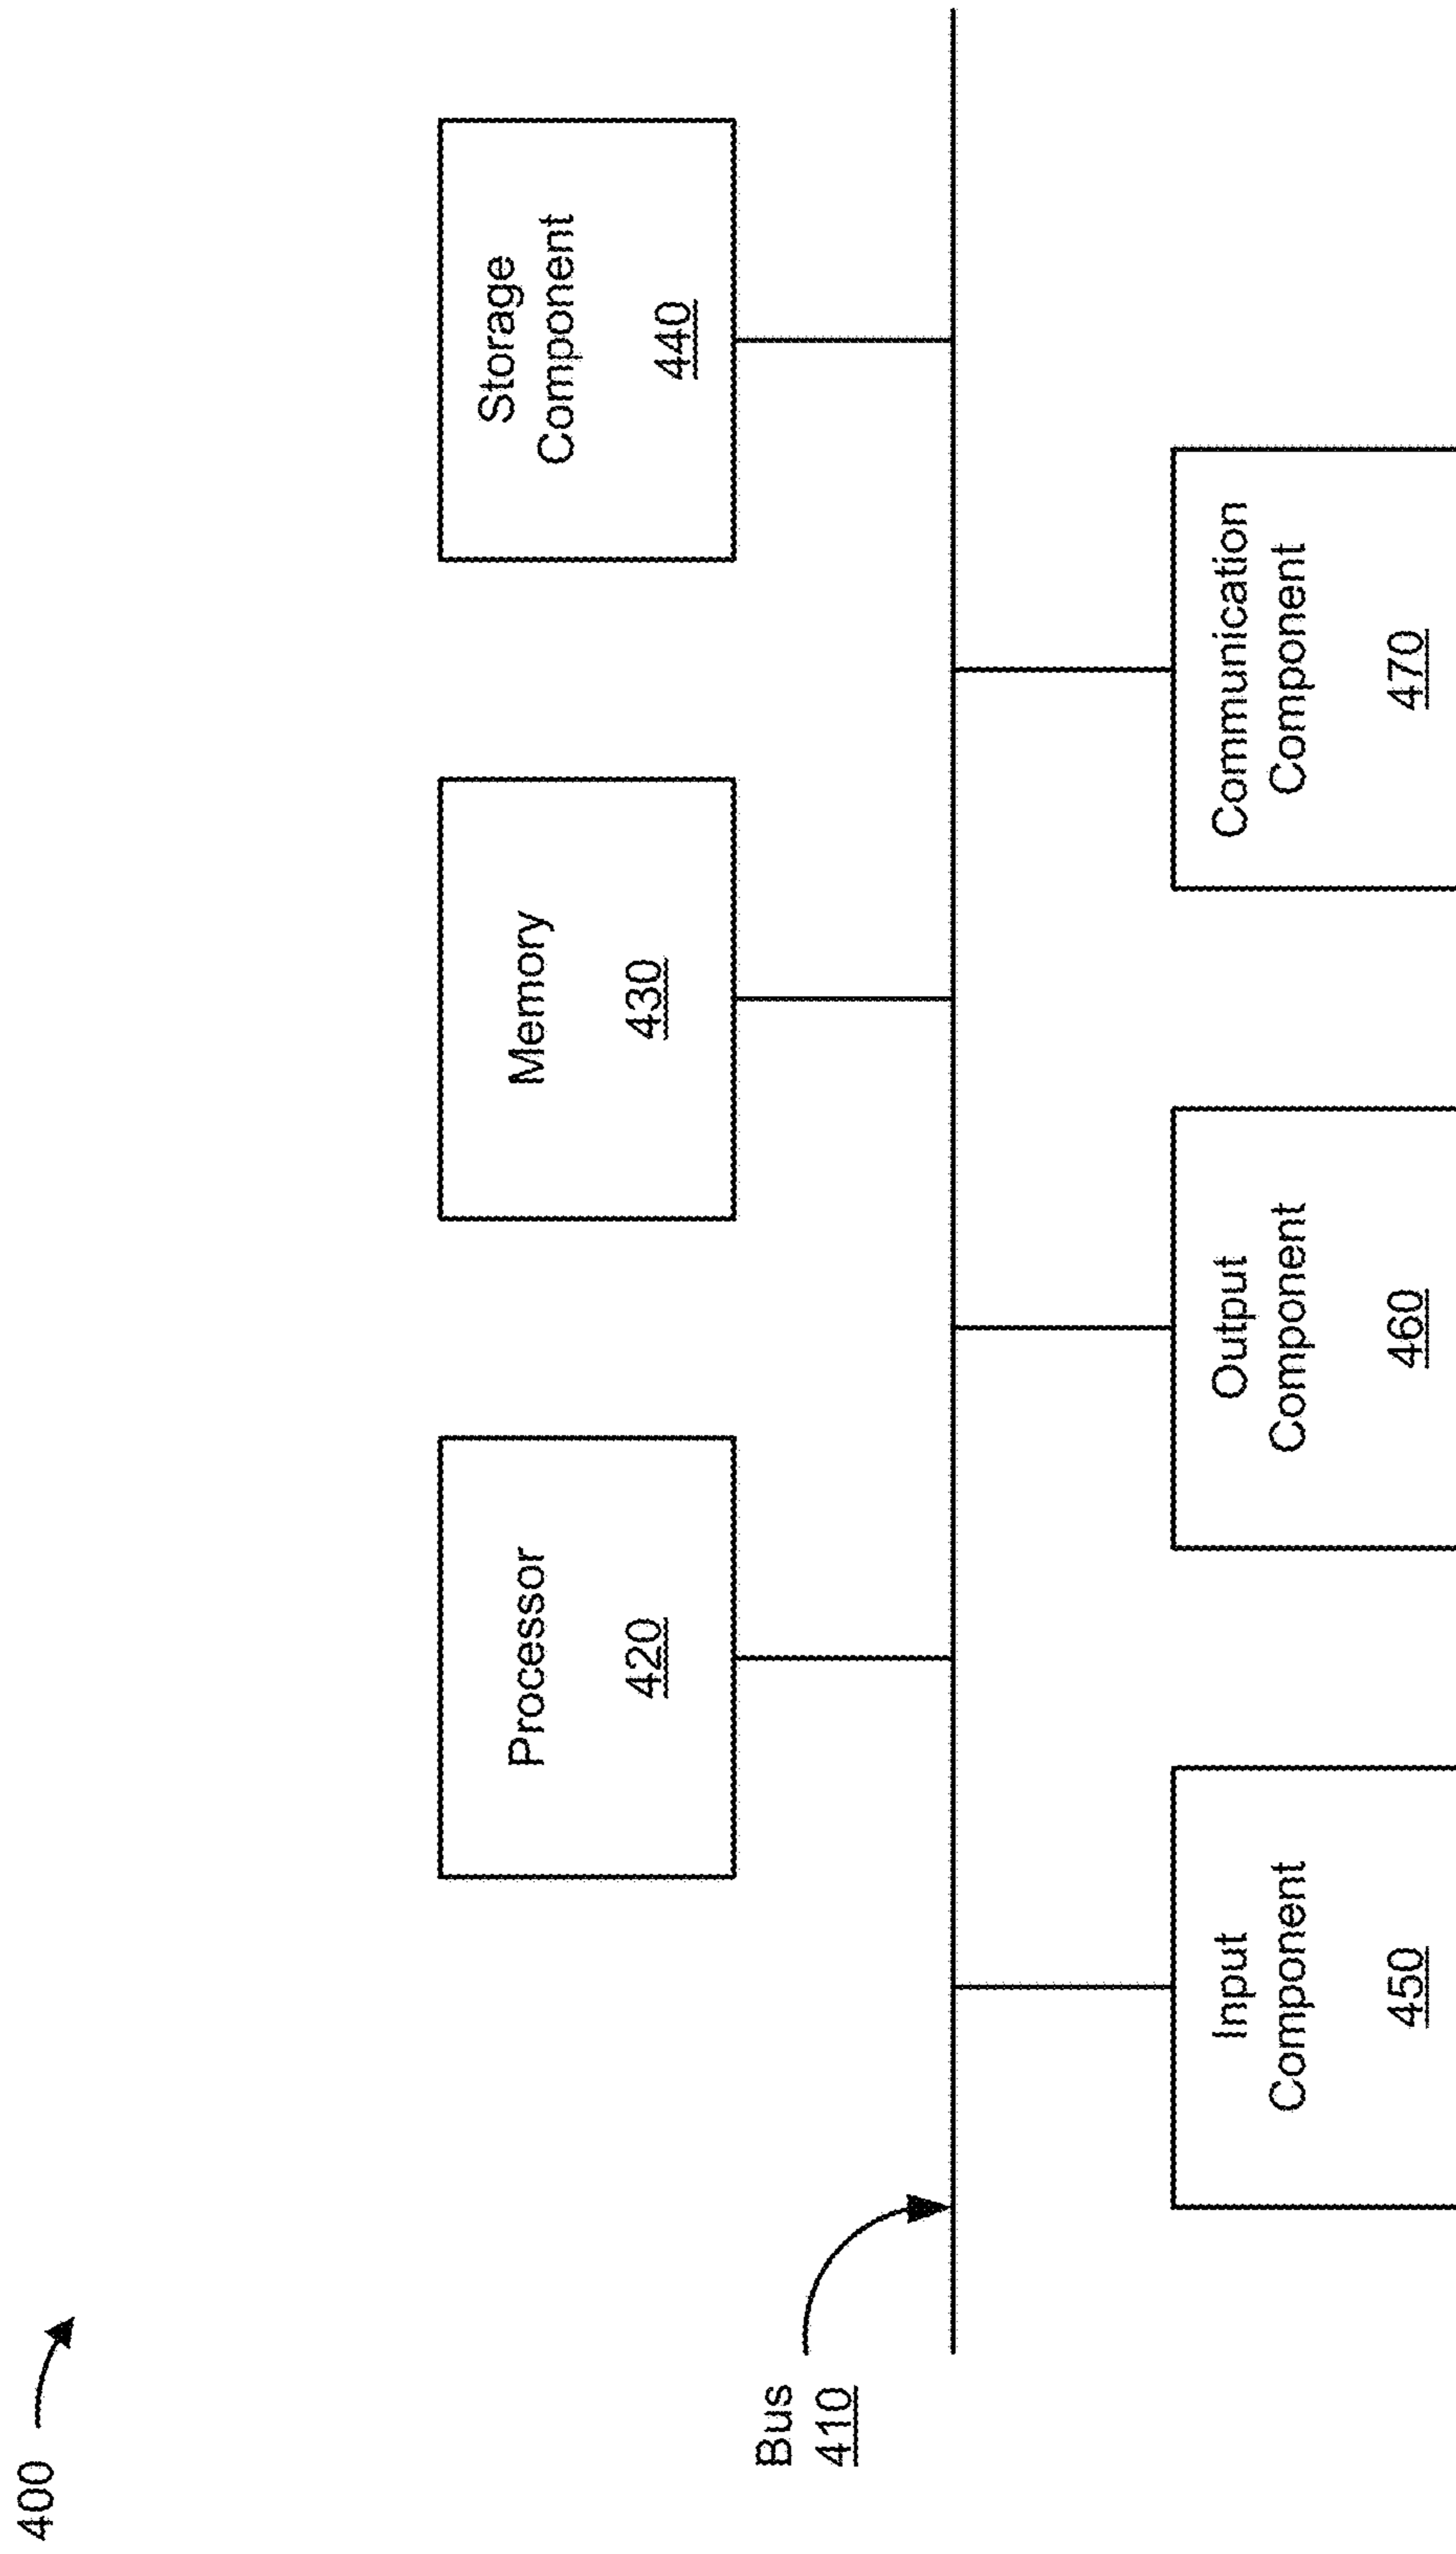 400
Processor
420
Memory
430
Storage
Component
440
Bus
410
Input
Component
450
Output
Component
460
Communication
Component
470